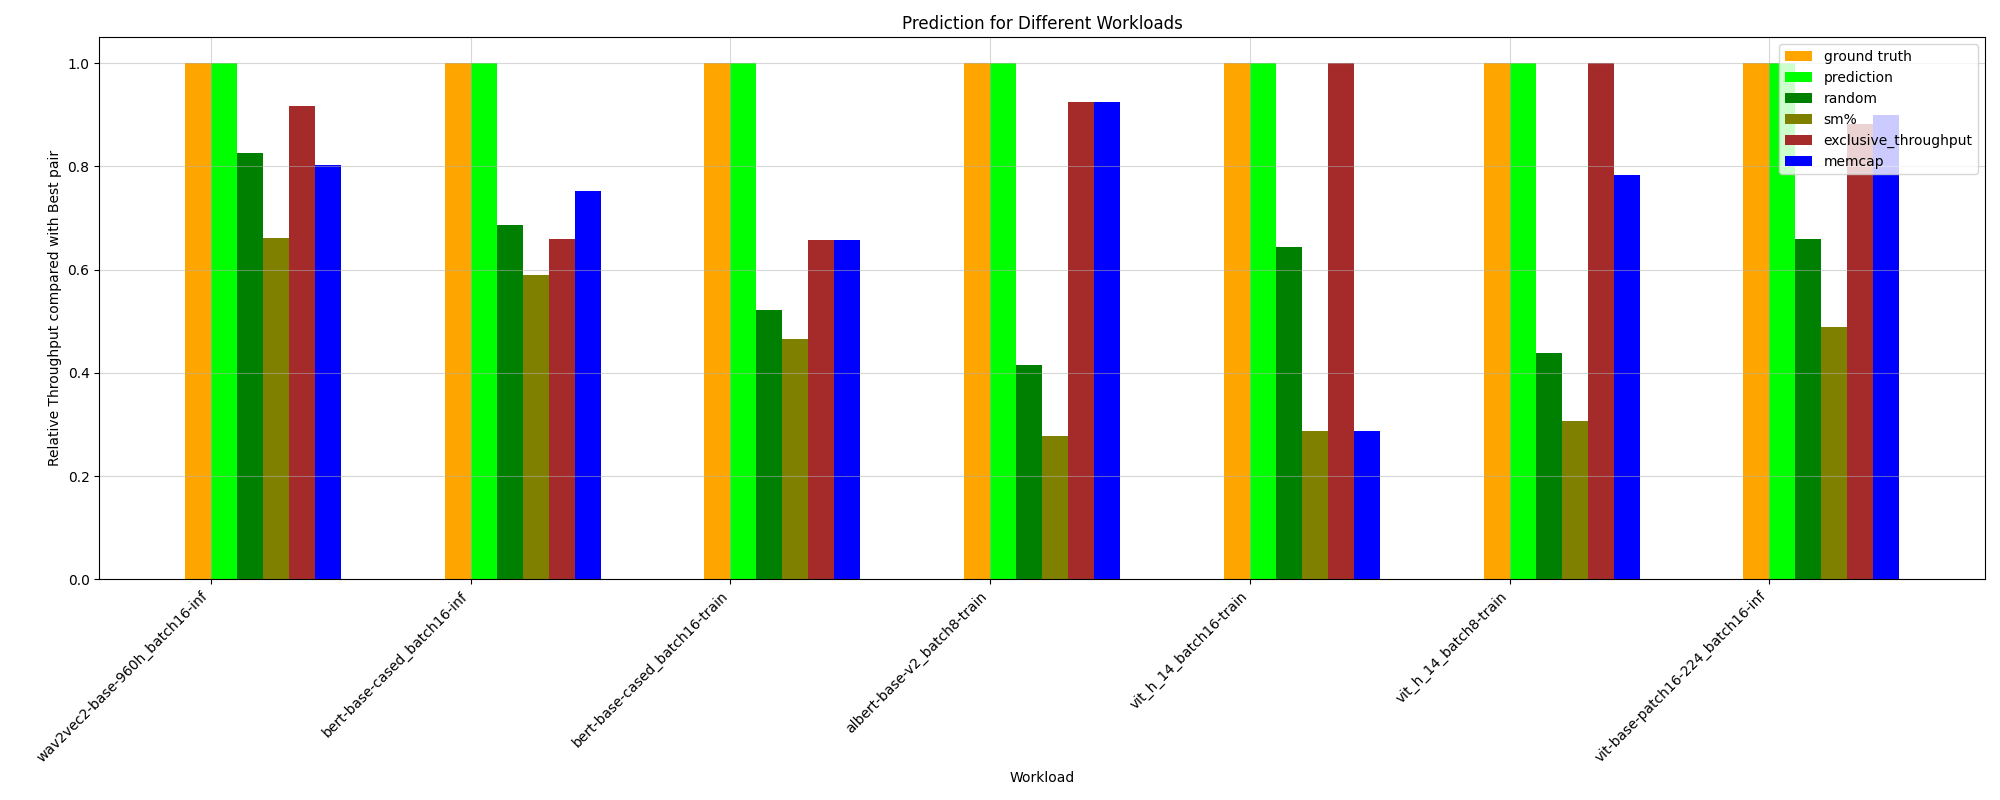 Prediction for Different Workloads
Relative Throughput compared with Best pair
1.0
0.8
0.6
0.4
0.2
0.0
ground truth
prediction
random
sm%
exclusive_throughput
memcap
wav2vec2-base-960h_batch16-inf
bert-base-cased_batch16-inf
bert-base-cased_batch16-train
albert-base-v2_batch8-train
vit_h_14_batch16-train
vit_h_14_batch8-train
vit-base-patch16-224_batch16-inf
Workload